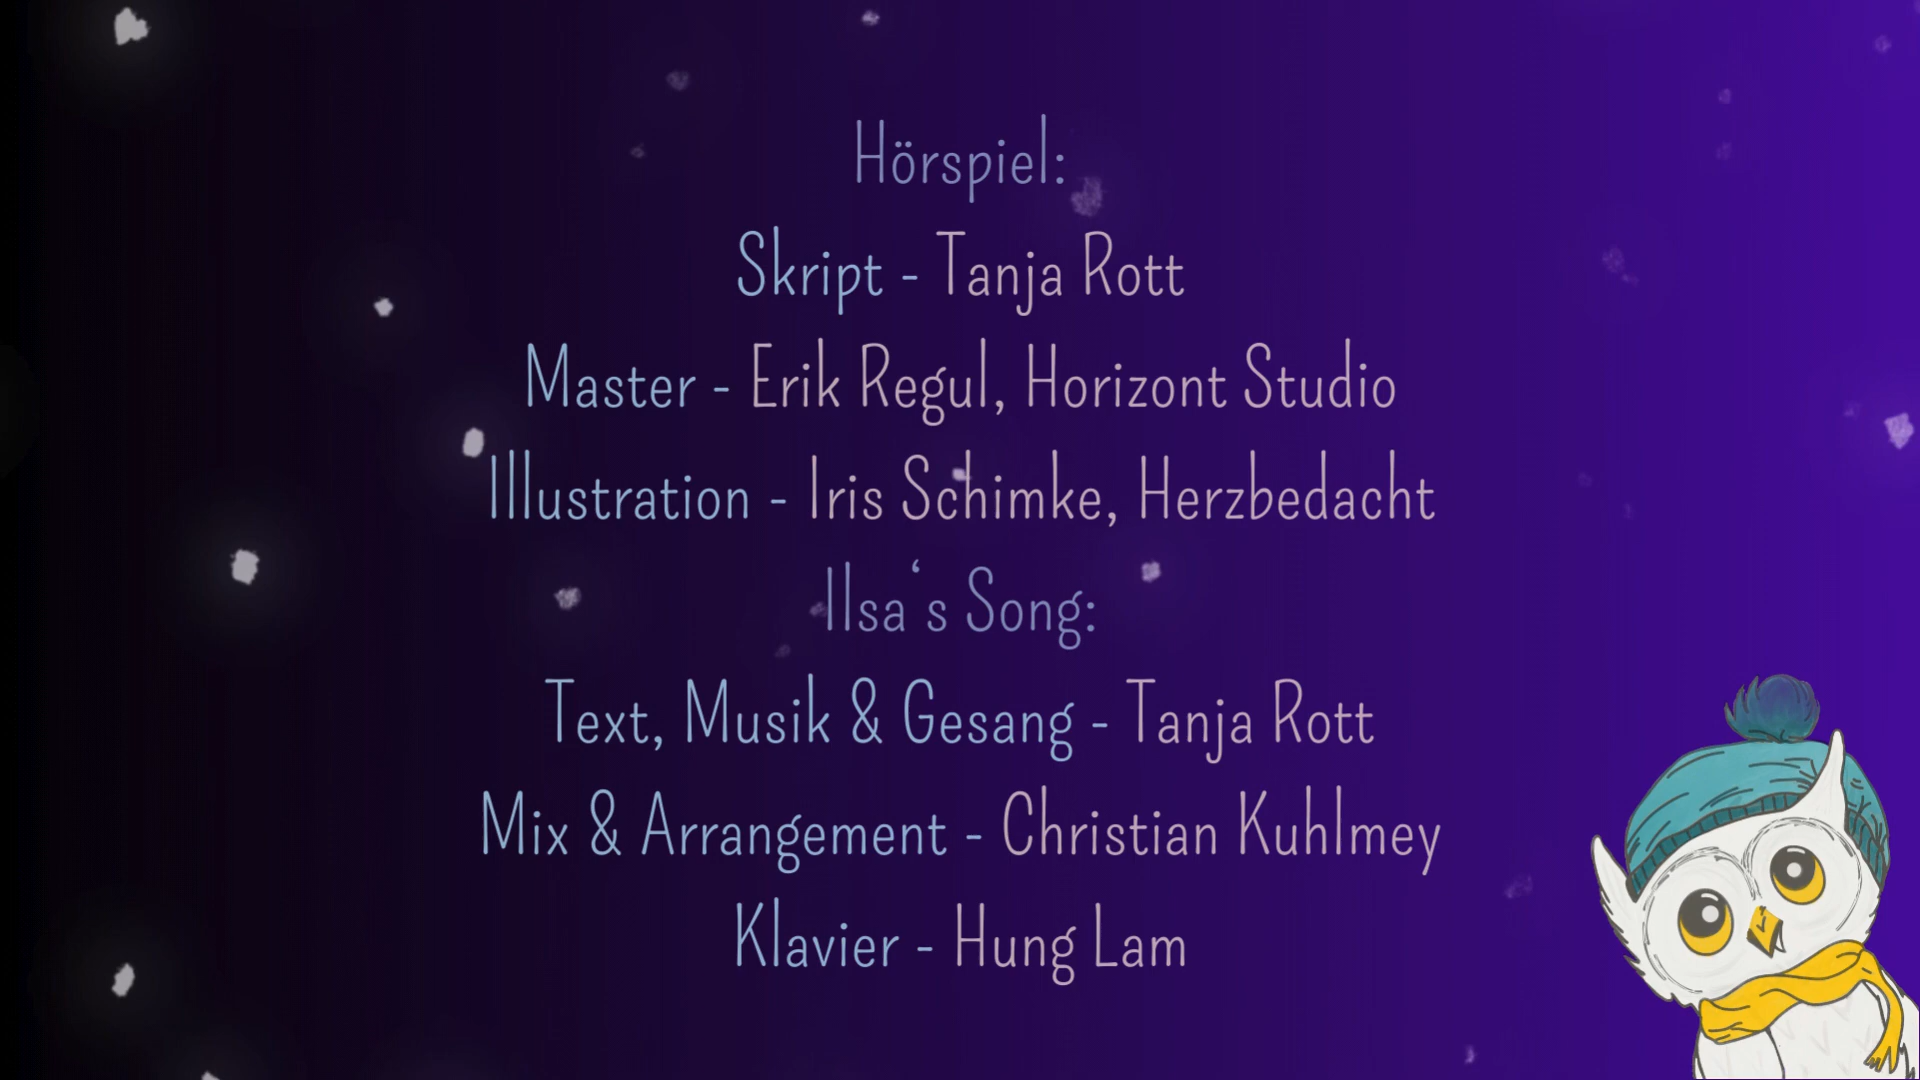 Hörspiel:
Skript - Tanja Rott
Master - Erik Regul, Horizont Studio
Illustration - Iris Schimke, Herzbedacht
Ilsa‘s Song:
Text, Musik & Gesang - Tanja Rott
Mix & Arrangement - Christian Kuhlmey
Klavier - Hung Lam